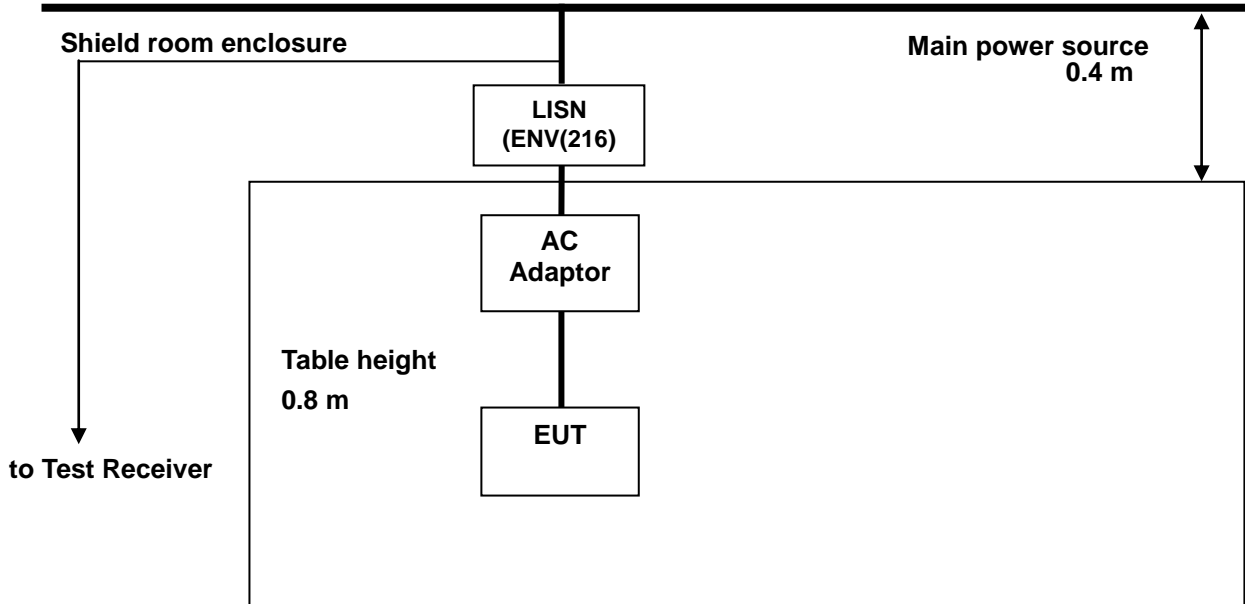 Shield room enclosure
Main power source
0.4 m
LISN
(ENV(216)
AC
Adaptor
Table height
0.8 m
EUT
to Test Receiver